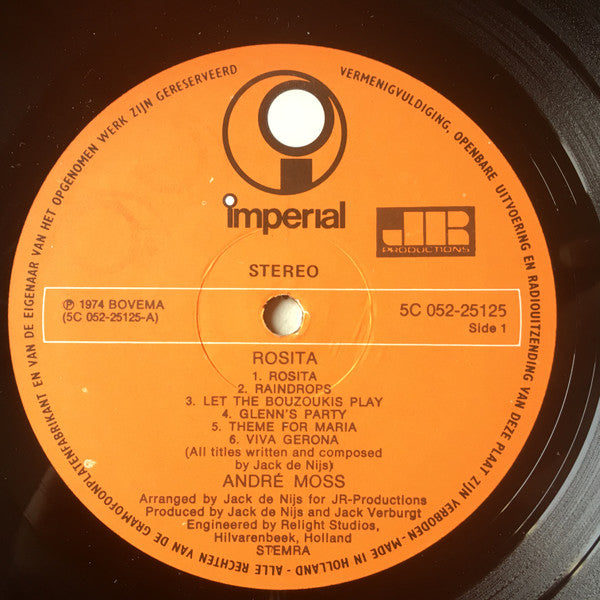 ALLE RECHTEN VAN DE GRAMOFOONPLATENFABRIKANT EN VAN DE EIGENAAR VAN HET OPGENOMEN WERK ZIJN GERESERVEERD
VERMENIGVULDIGING, OPENBARE UITVOERING EN RADIOUITZENDING VAN DEZE PLAAT ZIJN VERBODEN - MADE IN HOLLAND -
imperial
JR
PRODUCTIONS
STEREO
℗ 1974 BOVEMA
(5C 052-25125-A)
5C 052-25125
Side 1
ROSITA
1. ROSITA
2. RAINDROPS
3. LET THE BOUZOUKIS PLAY
4. GLENN'S PARTY
5. THEME FOR MARIA
6. VIVA GERONA
(All titles written and composed
by Jack de Nijs)
ANDRÉ MOSS
Arranged by Jack de Nijs for JR-Productions
Produced by Jack de Nijs and Jack Verburgt
Engineered by Relight Studios,
Hilvarenbeek, Holland
STEMRA